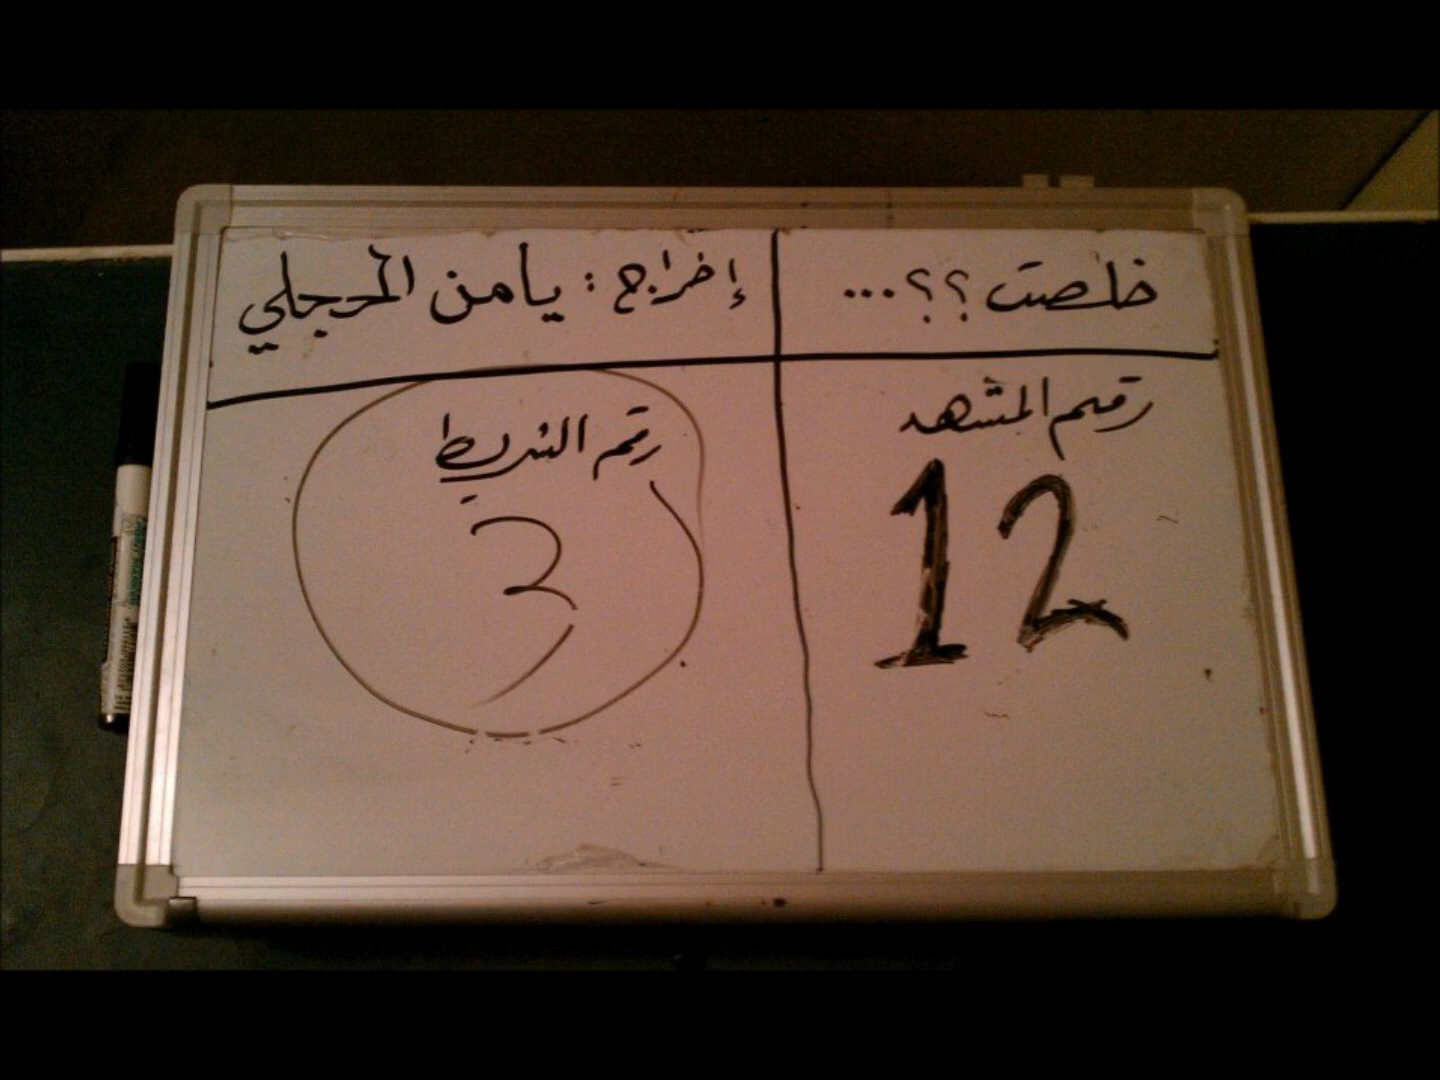 خلصت؟؟...
إخراج: يامن المحجلي
رقم المشهد
12
رقم الشريط
3